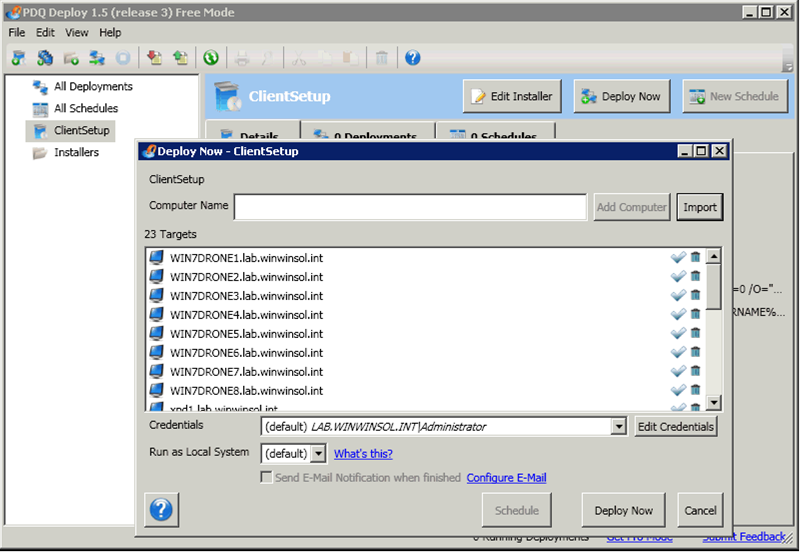 PDQ Deploy 1.5 (release 3) Free Mode
File Edit View Help
All Deployments
All Schedules
ClientSetup
Installers
ClientSetup
Edit Installer
Deploy Now
New Schedule
Details
0 Deployments
0 Schedules
Deploy Now - ClientSetup
ClientSetup
Computer Name
Add Computer
Import
23 Targets
WIN7DRONE1.lab.winwinsol.int
WIN7DRONE2.lab.winwinsol.int
WIN7DRONE3.lab.winwinsol.int
WIN7DRONE4.lab.winwinsol.int
WIN7DRONE5.lab.winwinsol.int
WIN7DRONE6.lab.winwinsol.int
WIN7DRONE7.lab.winwinsol.int
WIN7DRONE8.lab.winwinsol.int
xpd1.lab.winwinsol.int
=0 /O="...
RNAME%...
Credentials
(default) LAB.WINWINSOL.INT\Administrator
Edit Credentials
Run as Local System
(default)
What's this?
Send E-Mail Notification when finished
Configure E-Mail
Schedule
Deploy Now
Cancel
0 Running Deployments
Get Pro Mode
Submit Feedback